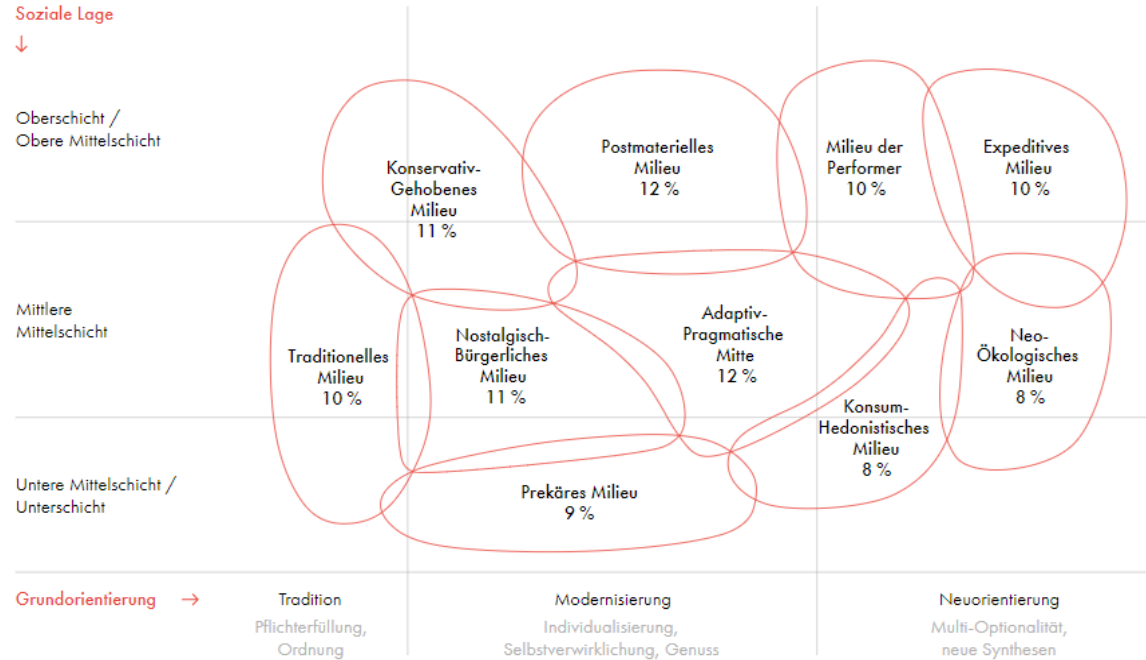 Soziale Lage
↓
Oberschicht /
Obere Mittelschicht
Konservativ-
Gehobenes
Milieu
11 %
Postmaterielles
Milieu
12 %
Milieu der
Performer
10 %
Expeditives
Milieu
10 %
Mittlere
Mittelschicht
Traditionelles
Milieu
10 %
Nostalgisch-
Bürgerliches
Milieu
11 %
Adaptiv-
Pragmatische
Mitte
12 %
Neo-
Ökologisches
Milieu
8 %
Konsum-
Hedonistisches
Milieu
8 %
Untere Mittelschicht /
Unterschicht
Prekäres Milieu
9 %
Grundorientierung →
Tradition
Pflichterfüllung,
Ordnung
Modernisierung
Individualisierung,
Selbstverwirklichung, Genuss
Neuorientierung
Multi-Optionalität,
neue Synthesen